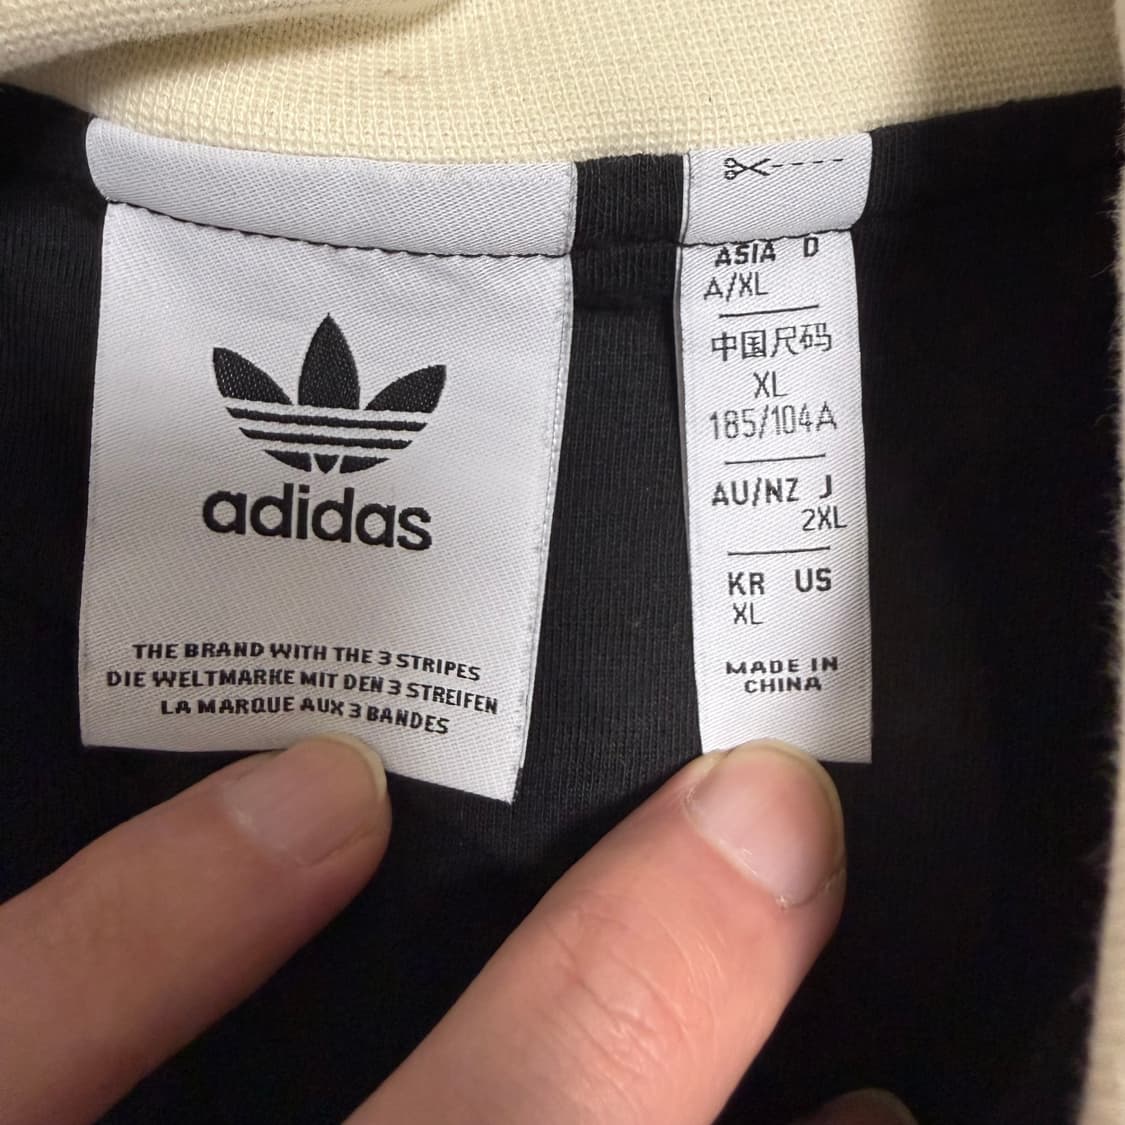 adidas
THE BRAND WITH THE 3 STRIPES
DIE WELTMARKE MIT DEN 3 STREIFEN
LA MARQUE AUX 3 BANDES
ASIA D
A/XL
中国尺码
XL
185/104A
AU/NZ J
2XL
KR US
XL
MADE IN
CHINA